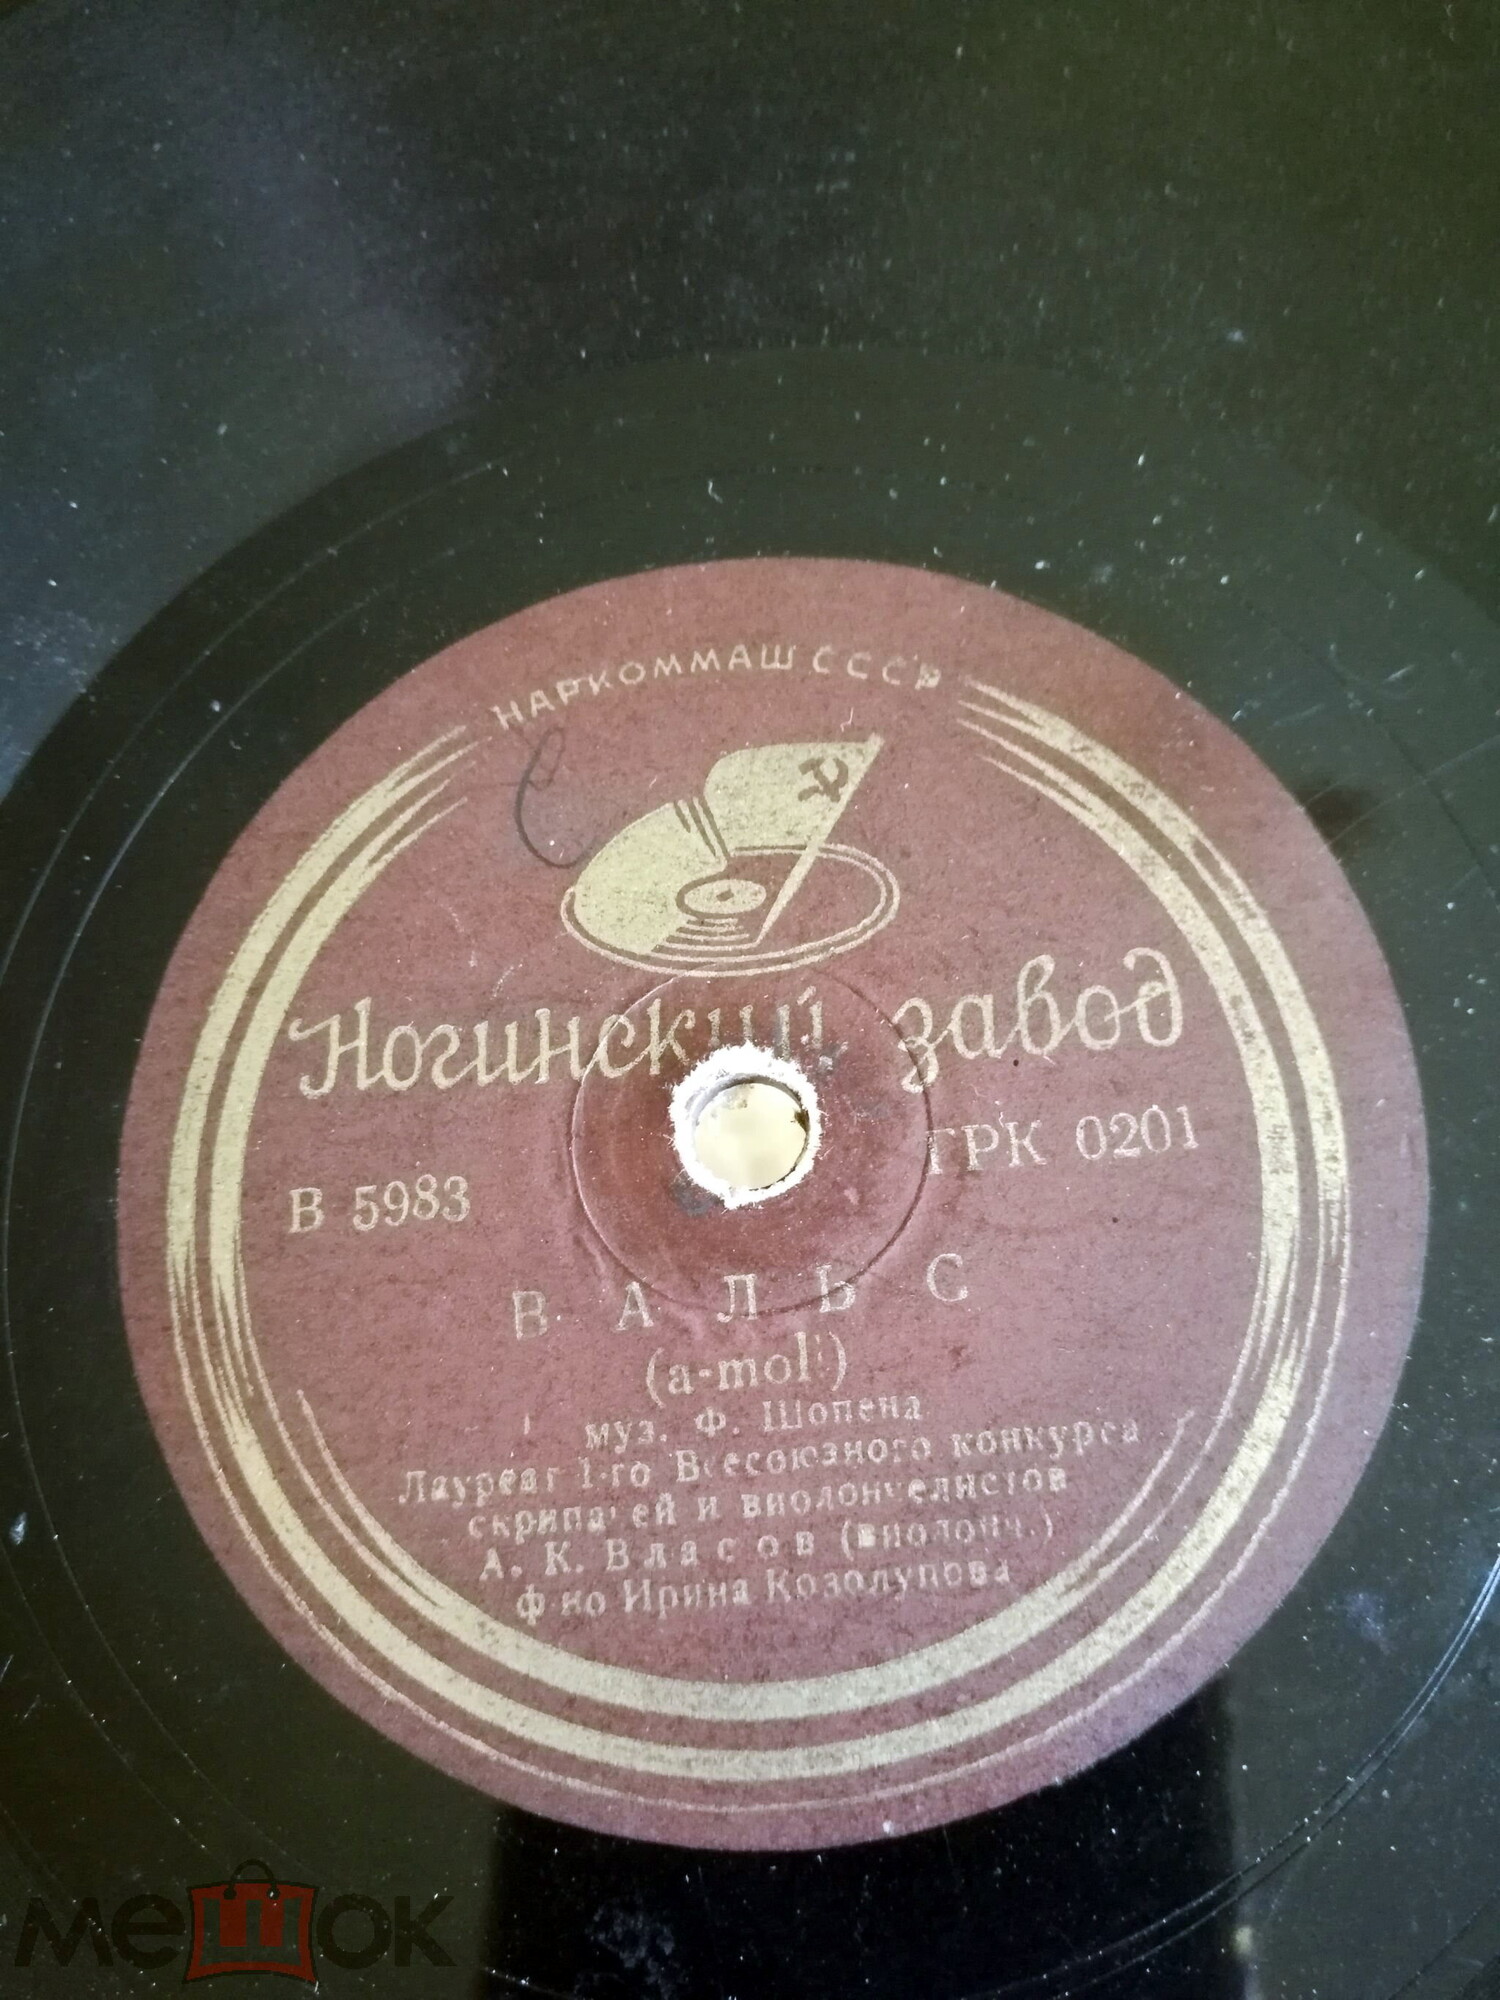 НАРКОММАШ СССР
Ногинский завод
В 5983
ГРК 0201
ВАЛЬС
(a-moll)
муз. Ф. Шопена
Лауреат 1-го Всесоюзного конкурса
скрипачей и виолончелистов
А. К. Власов (виолонч.)
ф-но Ирина Козолупова
мешок